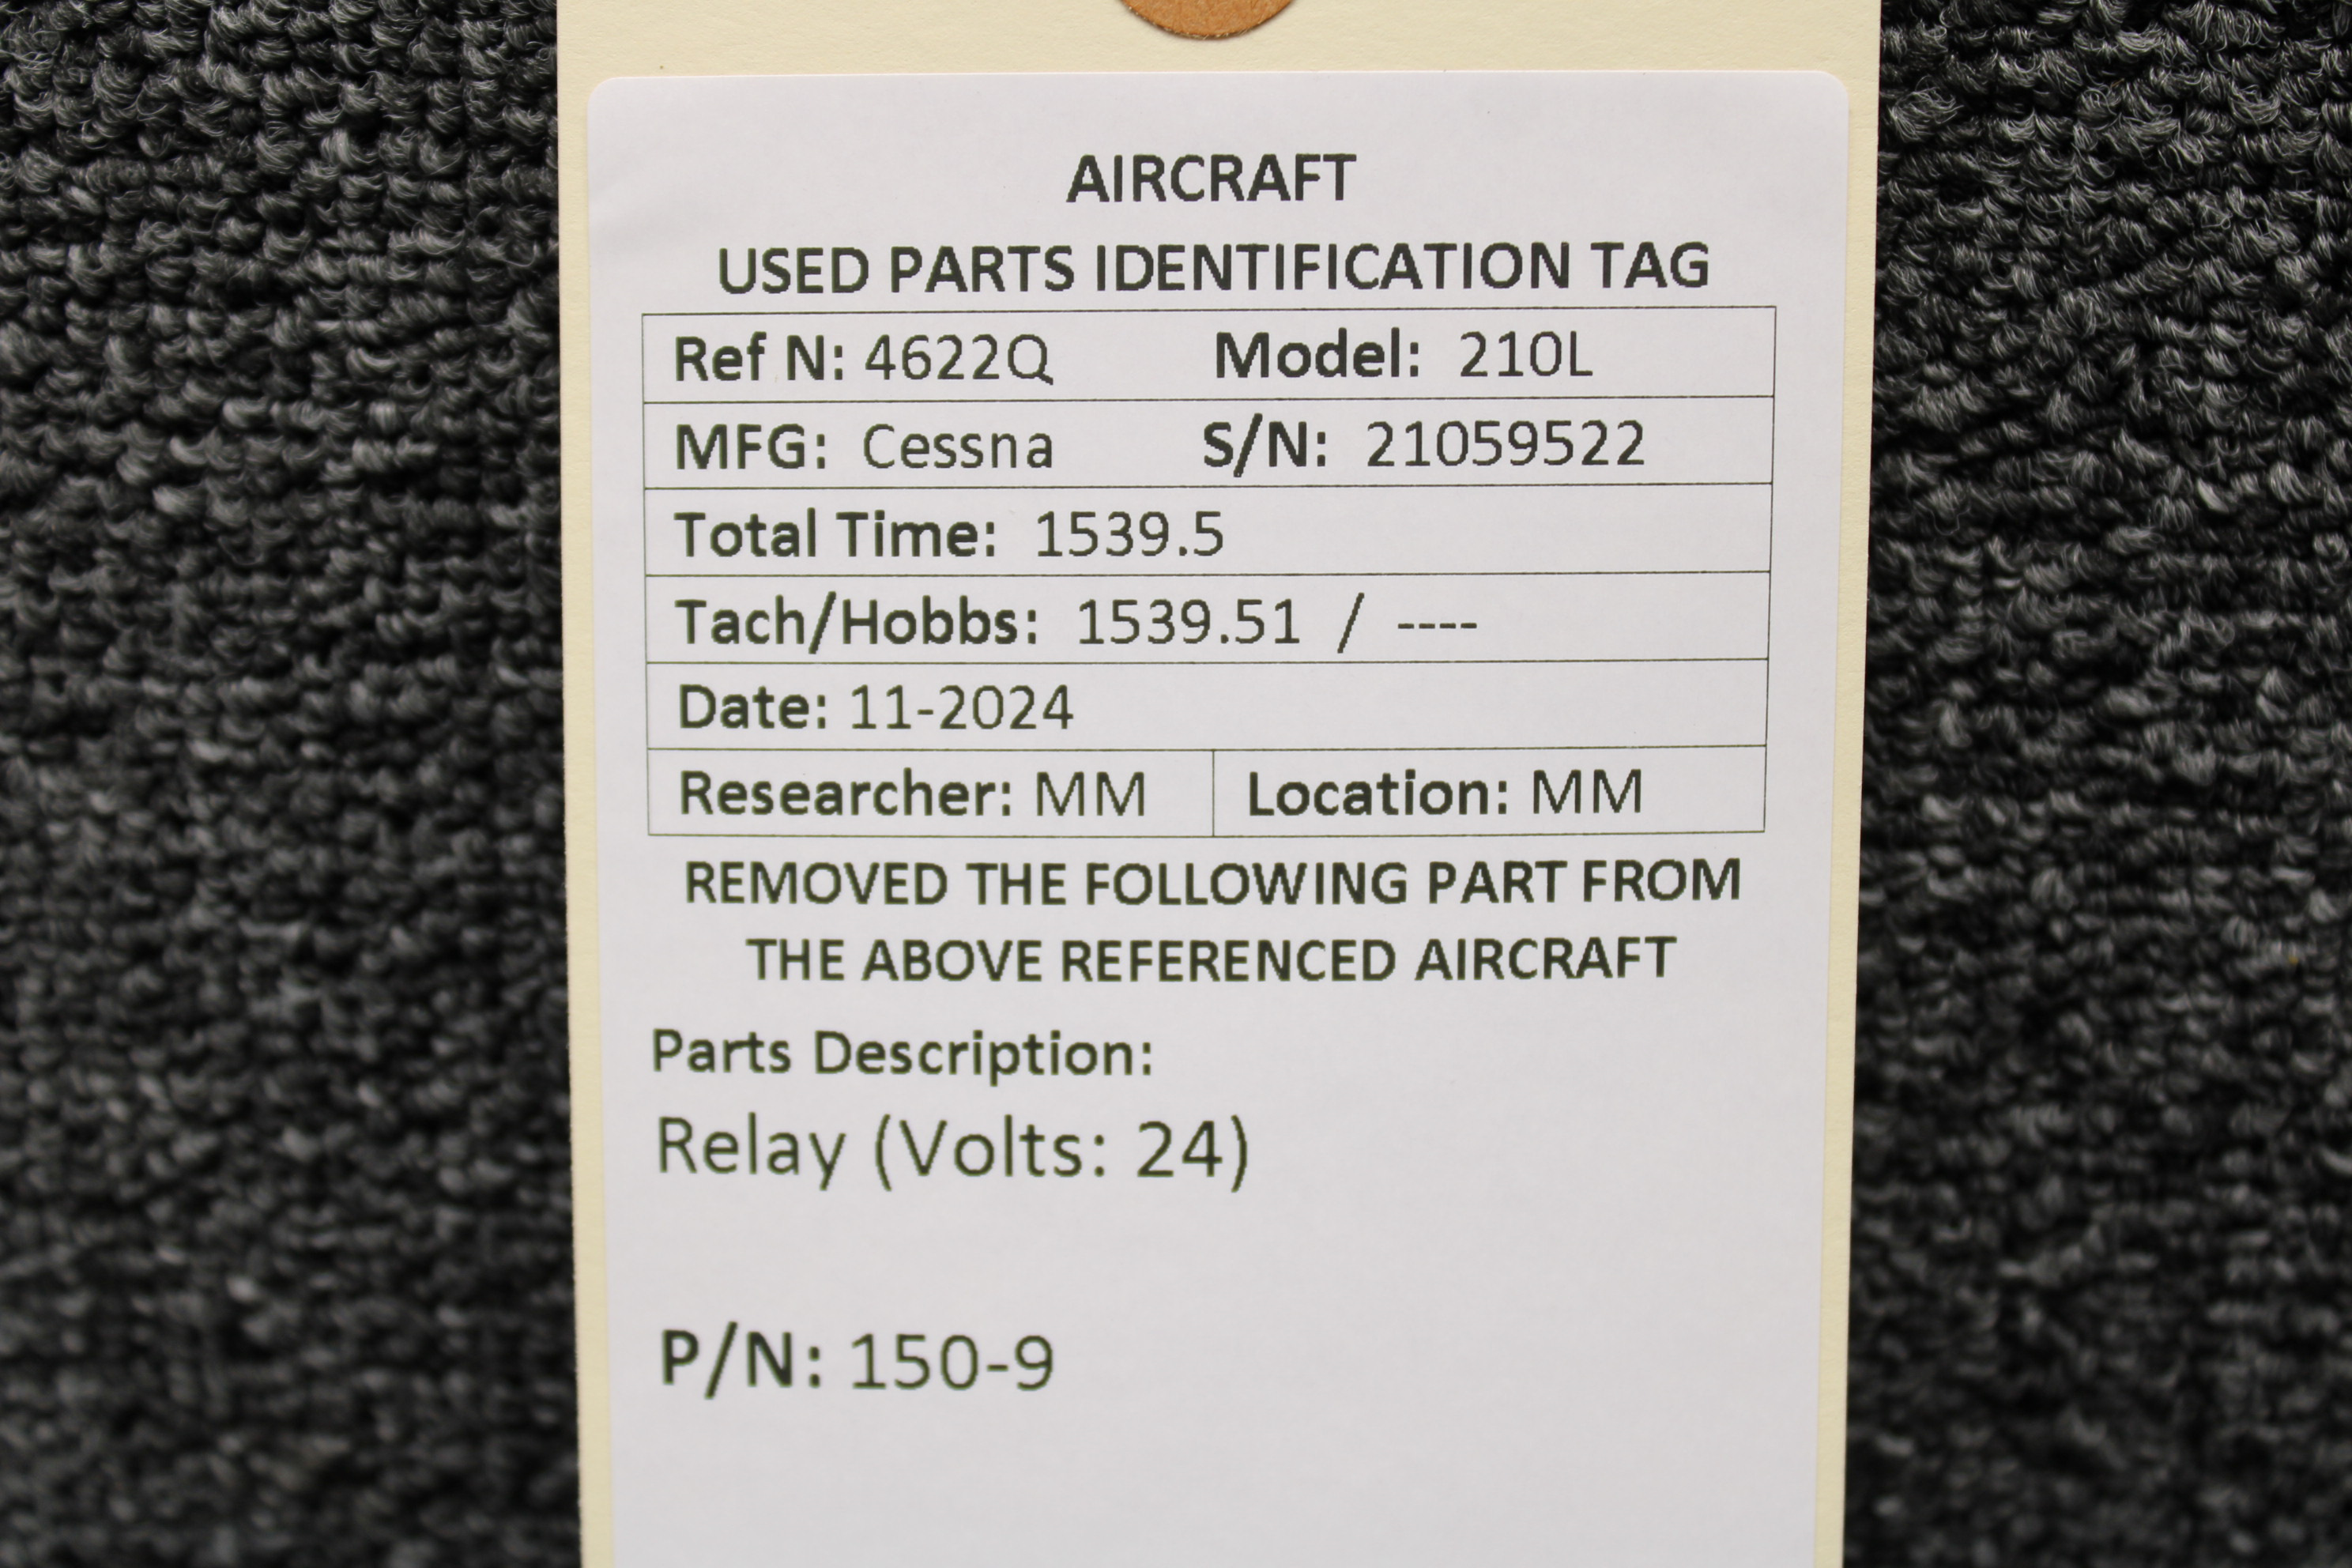 AIRCRAFT
USED PARTS IDENTIFICATION TAG
Ref N: 4622Q Model: 210L
MFG: Cessna S/N: 21059522
Total Time: 1539.5
Tach/Hobbs: 1539.51 / ----
Date: 11-2024
Researcher: MM Location: MM
REMOVED THE FOLLOWING PART FROM
THE ABOVE REFERENCED AIRCRAFT
Parts Description:
Relay (Volts: 24)
P/N: 150-9